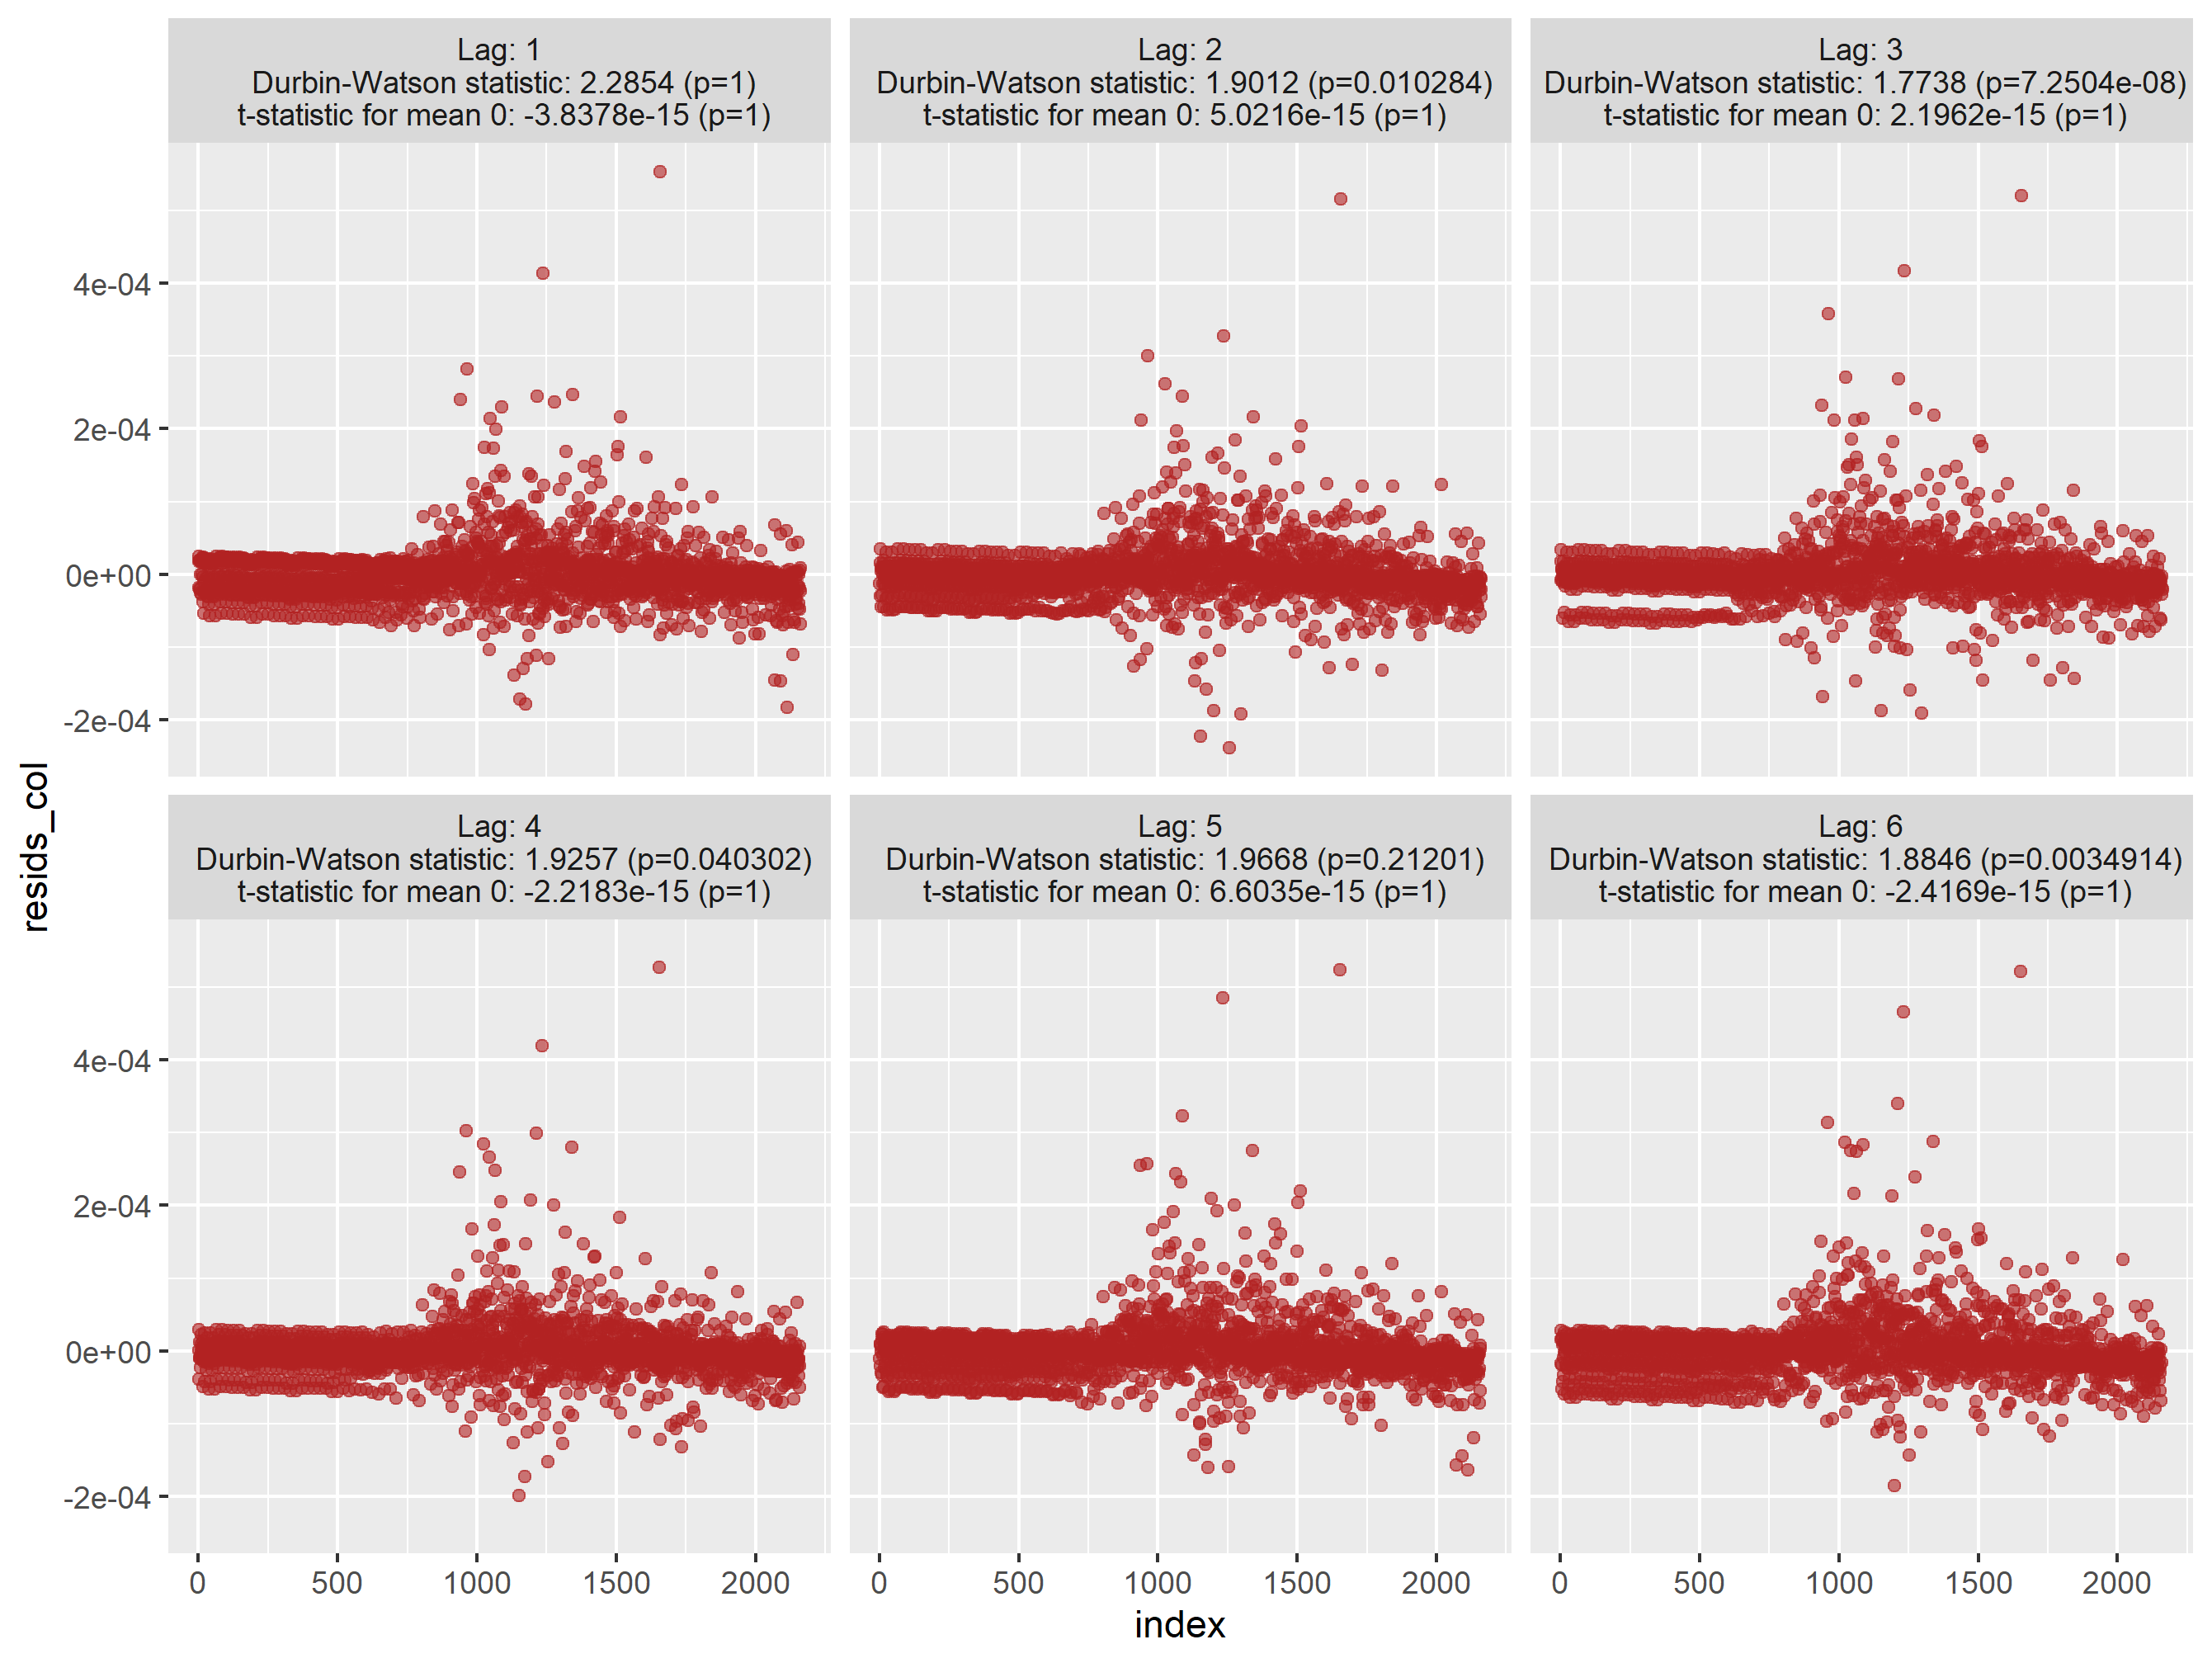 Lag: 1
Durbin-Watson statistic: 2.2854 (p=1)
t-statistic for mean 0: -3.8378e-15 (p=1)
Lag: 2
Durbin-Watson statistic: 1.9012 (p=0.010284)
t-statistic for mean 0: 5.0216e-15 (p=1)
Lag: 3
Durbin-Watson statistic: 1.7738 (p=7.2504e-08)
t-statistic for mean 0: 2.1962e-15 (p=1)
4e-04
2e-04
0e+00
-2e-04
resids_col
Lag: 4
Durbin-Watson statistic: 1.9257 (p=0.040302)
t-statistic for mean 0: -2.2183e-15 (p=1)
Lag: 5
Durbin-Watson statistic: 1.9668 (p=0.21201)
t-statistic for mean 0: 6.6035e-15 (p=1)
Lag: 6
Durbin-Watson statistic: 1.8846 (p=0.0034914)
t-statistic for mean 0: -2.4169e-15 (p=1)
4e-04
2e-04
0e+00
-2e-04
0 500 1000 1500 2000
0 500 1000 1500 2000
0 500 1000 1500 2000
index